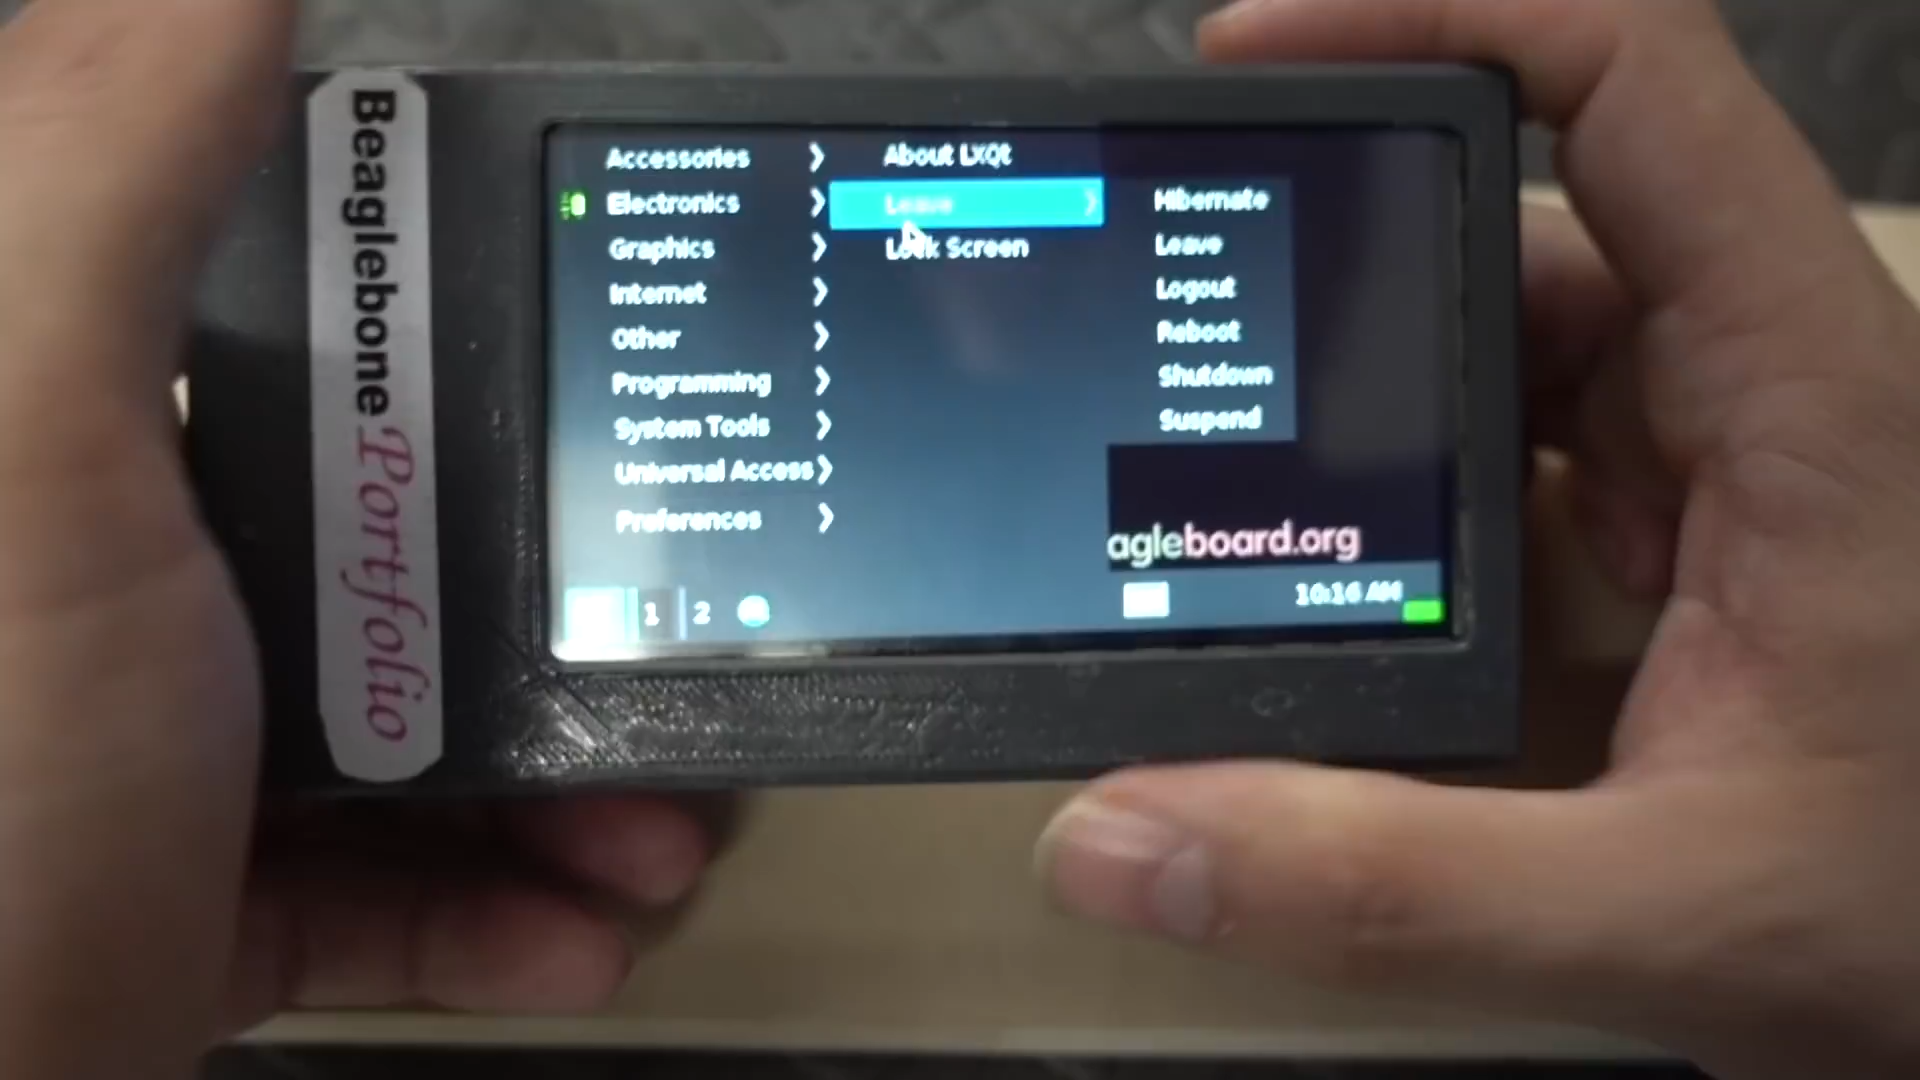 Beaglebone Portfolio
Accessories
Electronics
Graphics
Internet
Other
Programming
System Tools
Universal Access
Preferences
About LXQt
Leave
Lock Screen
Hibernate
Leave
Logout
Reboot
Shutdown
Suspend
agleboard.org
1 2
10:16 AM